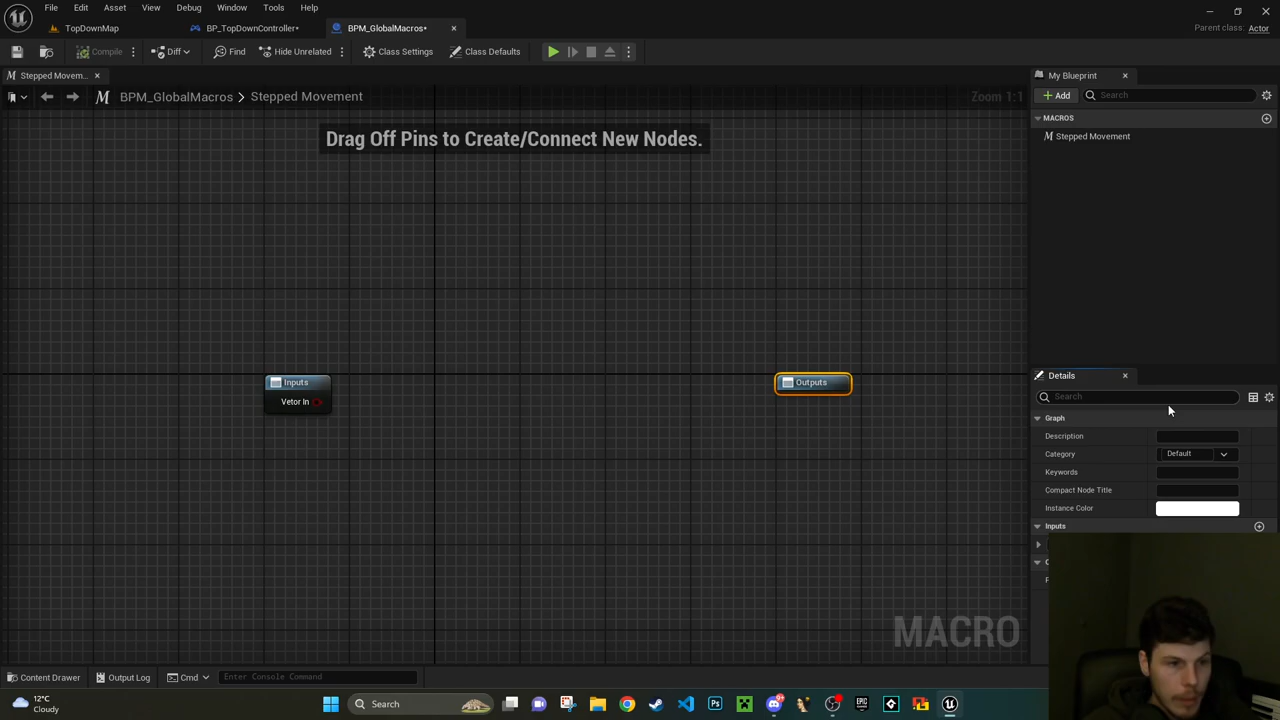 File Edit Asset View Debug Window Tools Help
TopDownMap BP_TopDownController* BPM_GlobalMacros*
Parent class: Actor
Compile Diff Find Hide Unrelated Class Settings Class Defaults
Stepped Movem...
BPM_GlobalMacros > Stepped Movement
Zoom 1:1
Drag Off Pins to Create/Connect New Nodes.
Inputs
Vetor In
Outputs
MACRO
My Blueprint
Add Search
MACROS
Stepped Movement
Details
Search
Graph
Description
Category Default
Keywords
Compact Node Title
Instance Color
Inputs
Content Drawer Output Log Cmd Enter Console Command
12°C
Cloudy
Search